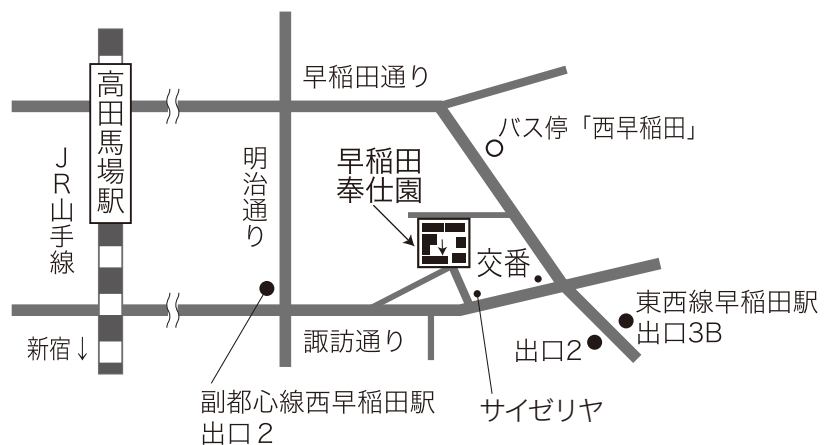 早稲田通り
高田馬場駅
バス停「西早稲田」
JR山手線
明治通り
早稲田
奉仕園
交番
東西線早稲田駅
出口3B
新宿↓
諏訪通り
出口2
副都心線西早稲田駅
出口2
サイゼリヤ